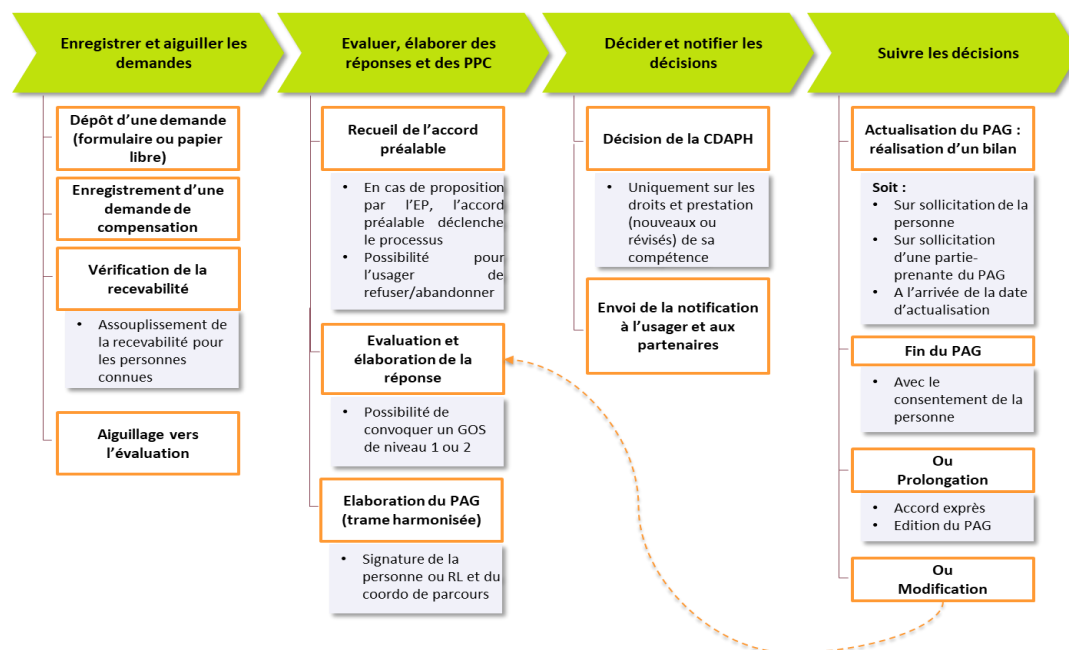 Enregistrer et aiguiller les
demandes
Evaluer, élaborer des
réponses et des PPC
Décider et notifier les
décisions
Suivre les décisions
Dépôt d'une demande
(formulaire ou papier
libre)
Enregistrement d'une
demande de
compensation
Vérification de la
recevabilité
• Assouplissement de
la recevabilité pour
les personnes
connues
Aiguillage vers
l'évaluation
Recueil de l'accord
préalable
• En cas de proposition
par l'EP, l'accord
préalable déclenche
le processus
• Possibilité pour
l'usager de
refuser/abandonner
Evaluation et
élaboration de la
réponse
• Possibilité de
convoquer un GOS
de niveau 1 ou 2
Elaboration du PAG
(trame harmonisée)
• Signature de la
personne ou RL et du
coordo de parcours
Décision de la CDAPH
• Uniquement sur les
droits et prestation
(nouveaux ou
révisés) de sa
compétence
Envoi de la notification
à l'usager et aux
partenaires
Actualisation du PAG :
réalisation d'un bilan
Soit :
• Sur sollicitation de la
personne
• Sur sollicitation
d'une partie-
prenante du PAG
• A l'arrivée de la date
d'actualisation
Fin du PAG
• Avec le
consentement de la
personne
Ou
Prolongation
• Accord exprès
• Edition du PAG
Ou
Modification